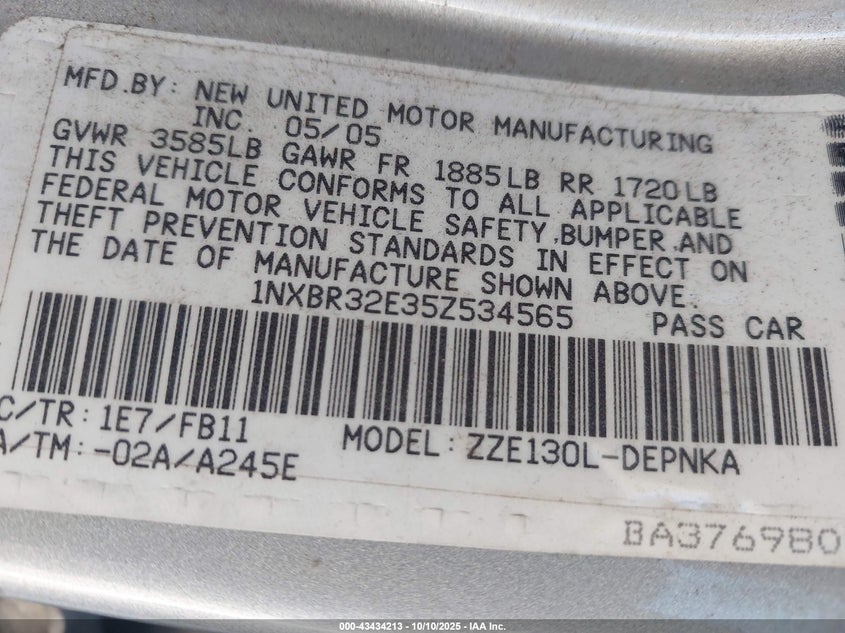 MFD.BY: NEW UNITED MOTOR MANUFACTURING
INC. 05/05
GVWR 3585LB GAWR FR 1885LB RR 1720LB
THIS VEHICLE CONFORMS TO ALL APPLICABLE
FEDERAL MOTOR VEHICLE SAFETY,BUMPER,AND
THEFT PREVENTION STANDARDS IN EFFECT ON
THE DATE OF MANUFACTURE SHOWN ABOVE.
1NXBR32E35Z534565 PASS CAR
C/TR: 1E7/FB11
MODEL: ZZE130L-DEPNKA
A/TM:-02A/A245E
BA376980
000-43434213 - 10/10/2025 - IAA Inc.